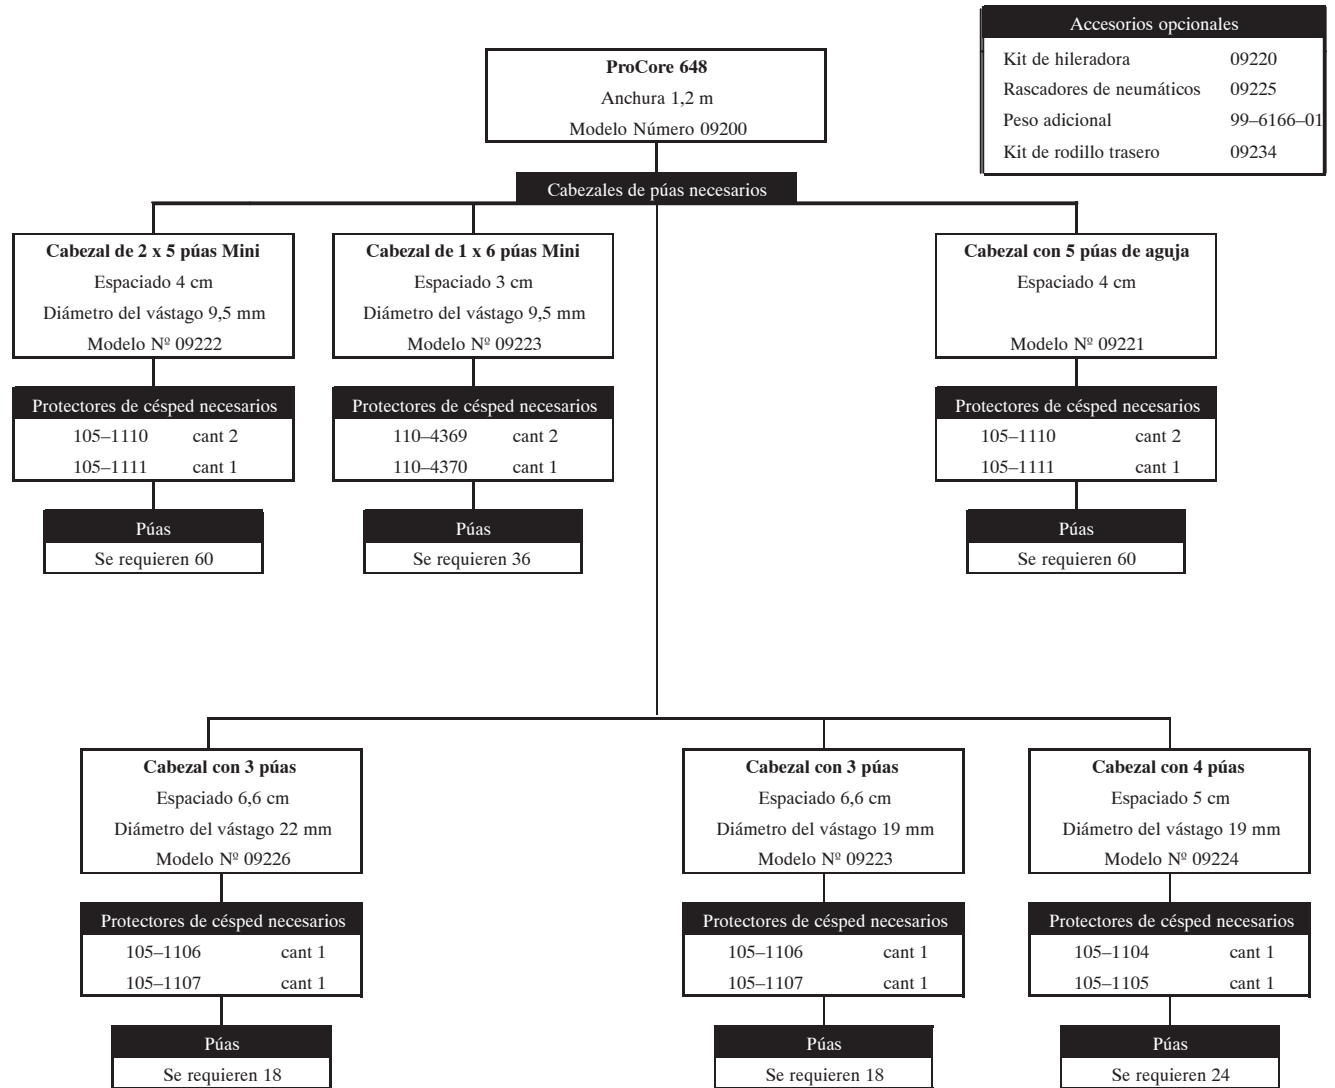 Accesorios opcionales
Kit de hileradora 09220
Rascadores de neumáticos 09225
Peso adicional 99–6166–01
Kit de rodillo trasero 09234
ProCore 648
Anchura 1,2 m
Modelo Número 09200
Cabezales de púas necesarios
Cabezal de 2 x 5 púas Mini
Espaciado 4 cm
Diámetro del vástago 9,5 mm
Modelo Nº 09222
Protectores de césped necesarios
105–1110 cant 2
105–1111 cant 1
Púas
Se requieren 60
Cabezal de 1 x 6 púas Mini
Espaciado 3 cm
Diámetro del vástago 9,5 mm
Modelo Nº 09223
Protectores de césped necesarios
110–4369 cant 2
110–4370 cant 1
Púas
Se requieren 36
Cabezal con 5 púas de aguja
Espaciado 4 cm
Modelo Nº 09221
Protectores de césped necesarios
105–1110 cant 2
105–1111 cant 1
Púas
Se requieren 60
Cabezal con 3 púas
Espaciado 6,6 cm
Diámetro del vástago 22 mm
Modelo Nº 09226
Protectores de césped necesarios
105–1106 cant 1
105–1107 cant 1
Púas
Se requieren 18
Cabezal con 3 púas
Espaciado 6,6 cm
Diámetro del vástago 19 mm
Modelo Nº 09223
Protectores de césped necesarios
105–1106 cant 1
105–1107 cant 1
Púas
Se requieren 18
Cabezal con 4 púas
Espaciado 5 cm
Diámetro del vástago 19 mm
Modelo Nº 09224
Protectores de césped necesarios
105–1104 cant 1
105–1105 cant 1
Púas
Se requieren 24